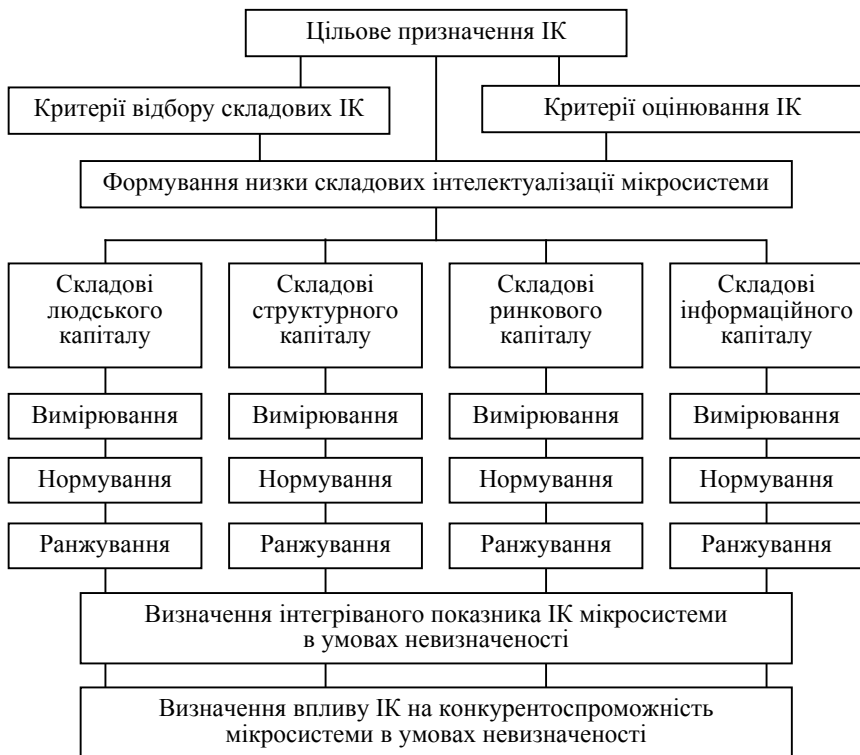 Цільове призначення ІК
Критерії відбору складових ІК
Критерії оцінювання ІК
Формування низки складових інтелектуалізації мікросистеми
Складові
людського
капіталу
Складові
структурного
капіталу
Складові
ринкового
капіталу
Складові
інформаційного
капіталу
Вимірювання
Вимірювання
Вимірювання
Вимірювання
Нормування
Нормування
Нормування
Нормування
Ранжування
Ранжування
Ранжування
Ранжування
Визначення інтегріваного показника ІК мікросистеми
в умовах невизначеності
Визначення впливу ІК на конкурентоспроможність
мікросистеми в умовах невизначеності